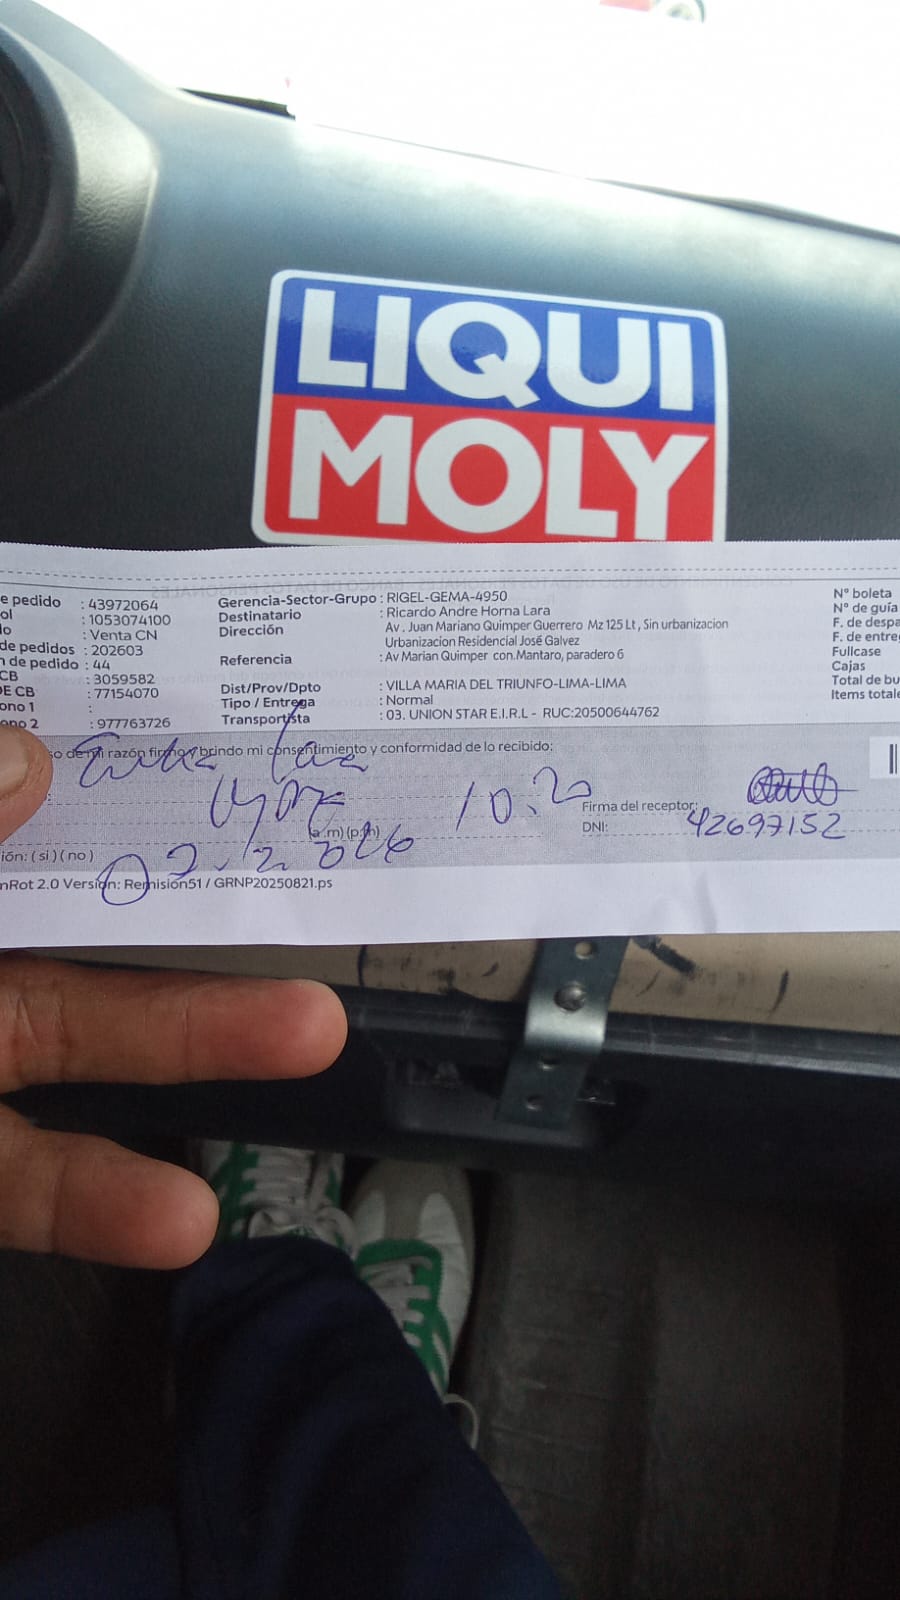 LIQUI
MOLY
e pedido : 43972064
ol : 1053074100
lo : Venta CN
de pedidos : 202603
n de pedido : 44
CB : 3059582
DE CB : 77154070
ono 1 :
ono 2 : 977763726
Gerencia-Sector-Grupo : RIGEL-GEMA-4950
Destinatario : Ricardo Andre Horna Lara
Dirección Av . Juan Mariano Quimper Guerrero Mz 125 Lt , Sin urbanizacion
Urbanizacion Residencial José Galvez
Referencia : Av Marian Quimper con.Mantaro, paradero 6
Dist/Prov/Dpto : VILLA MARIA DEL TRIUNFO-LIMA-LIMA
Tipo / Entrega : Normal
Transportista : 03. UNION STAR E.I.R.L - RUC:20500644762
N° boleta
N° de guía
F. de despa
F. de entre
Fullcase
Cajas
Total de bu
Items totale
so de mi razón firmo brindo mi consentimiento y conformidad de lo recibido:
10.20
(a.m) (p.m)
Firma del receptor:
DNI: 42697152
ión: ( si ) ( no )
nRot 2.0 Versión: Remision51 / GRNP20250821.ps